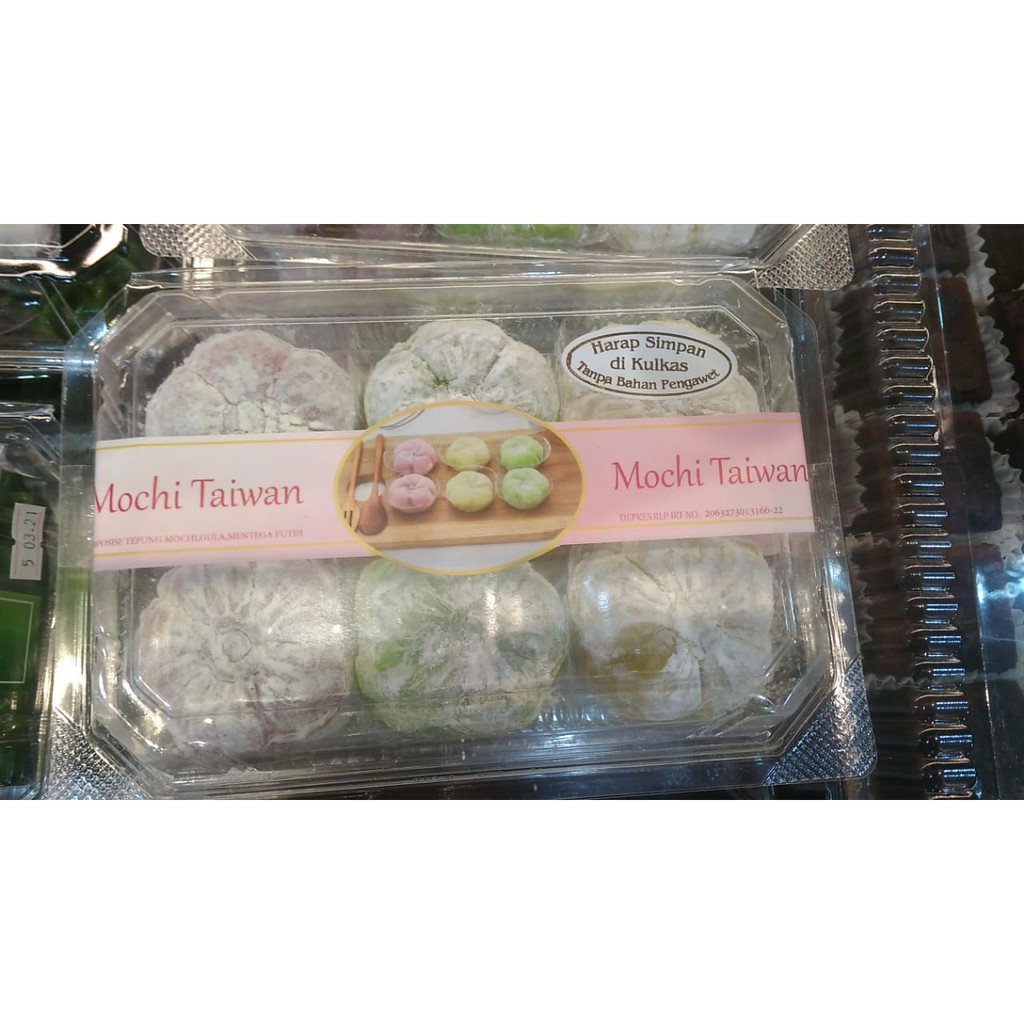 Harap Simpan
di Kulkas
Tanpa Bahan Pengawet
Mochi Taiwan
Mochi Taiwan
DEPKES.RI.P-IRT NO: 2063273013166-22
POSISI: TEPUNG MOCHI,GULA,MENTEGA PUTIH
5 03.21